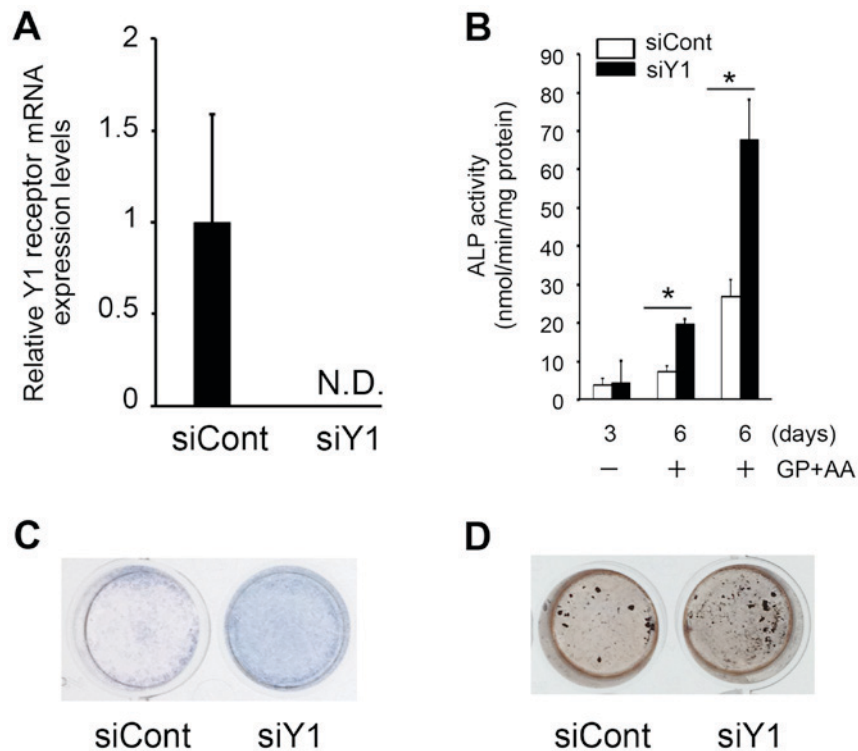 A
Relative Y1 receptor mRNA
expression levels
2
1.5
1
0.5
0
N.D.
siCont siY1
B
siCont
siY1
ALP activity
(nmol/min/mg protein)
90
80
70
60
50
40
30
20
10
0
*
*
3 6 6 (days)
− + + GP+AA
C
siCont siY1
D
siCont siY1